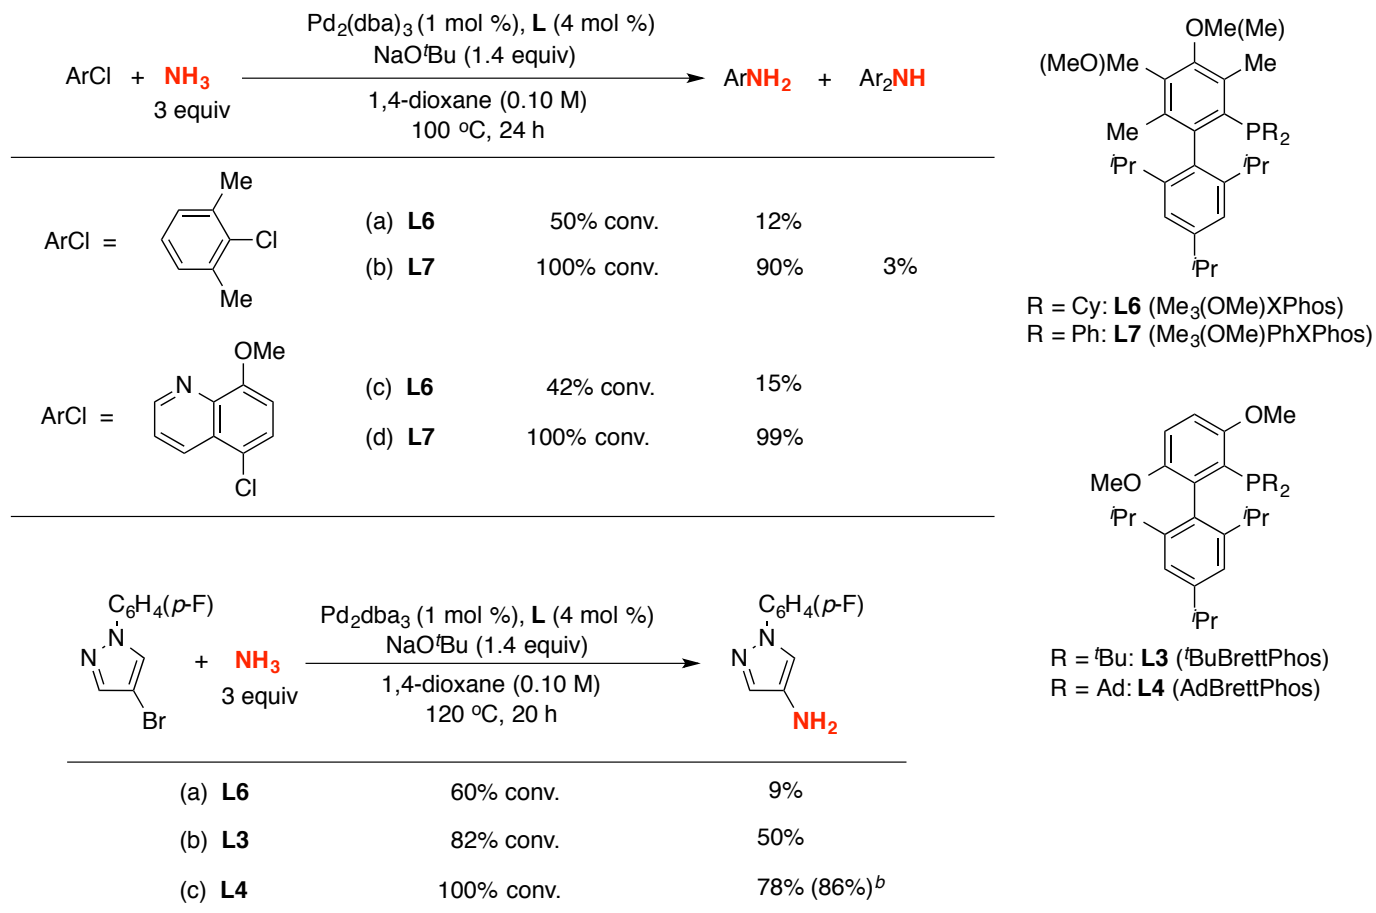 Pd2(dba)3 (1 mol %), L (4 mol %)
NaOtBu (1.4 equiv)
ArCl + NH3
3 equiv
1,4-dioxane (0.10 M)
100 oC, 24 h
ArNH2 + Ar2NH
ArCl =
Me
Cl
Me
(a) L6 50% conv. 12%
(b) L7 100% conv. 90% 3%
ArCl =
OMe
N
Cl
(c) L6 42% conv. 15%
(d) L7 100% conv. 99%
OMe(Me)
(MeO)Me
Me
Me
PR2
iPr
iPr
iPr
R = Cy: L6 (Me3(OMe)XPhos)
R = Ph: L7 (Me3(OMe)PhXPhos)
OMe
MeO
PR2
iPr
iPr
iPr
R = tBu: L3 (tBuBrettPhos)
R = Ad: L4 (AdBrettPhos)
C6H4(p-F)
N
N
Br
+ NH3
3 equiv
Pd2dba3 (1 mol %), L (4 mol %)
NaOtBu (1.4 equiv)
1,4-dioxane (0.10 M)
120 oC, 20 h
C6H4(p-F)
N
N
NH2
(a) L6 60% conv. 9%
(b) L3 82% conv. 50%
(c) L4 100% conv. 78% (86%)b